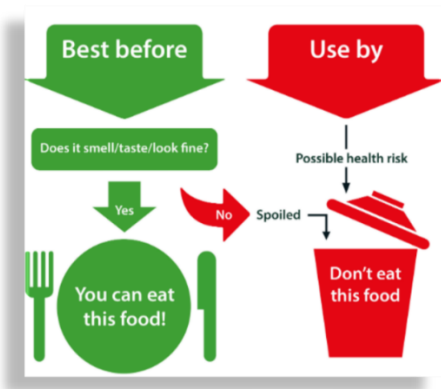 Best before
Use by
Does it smell/taste/look fine?
Possible health risk
Yes
No
Spoiled
You can eat
this food!
Don't eat
this food